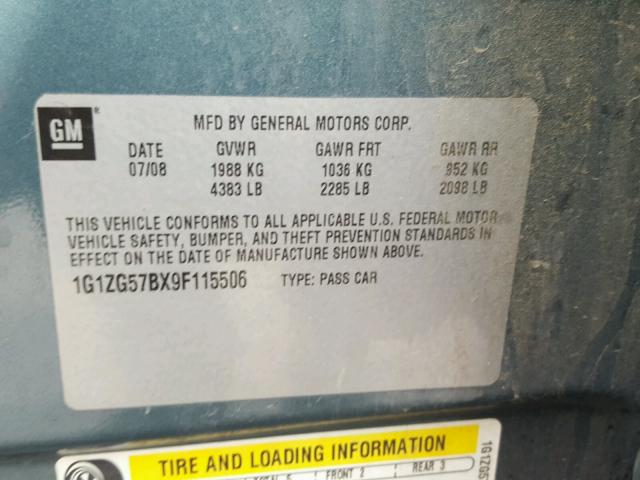 GM®
MFD BY GENERAL MOTORS CORP.
DATE GVWR GAWR FRT GAWR RR
07/08 1988 KG 1036 KG 952 KG
4383 LB 2285 LB 2098 LB
THIS VEHICLE CONFORMS TO ALL APPLICABLE U.S. FEDERAL MOTOR
VEHICLE SAFETY, BUMPER, AND THEFT PREVENTION STANDARDS IN
EFFECT ON THE DATE OF MANUFACTURE SHOWN ABOVE.
1G1ZG57BX9F115506 TYPE: PASS CAR
TIRE AND LOADING INFORMATION
TOTAL 5 FRONT 2 REAR 3
1G1ZG5